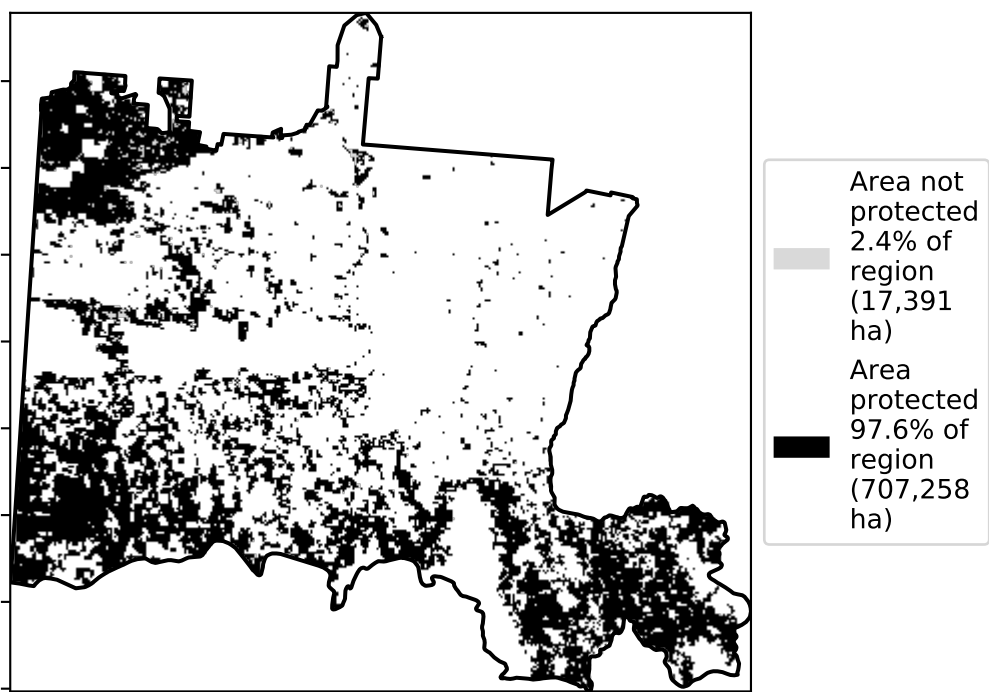 Area not
protected
2.4% of
region
(17,391
ha)
Area
protected
97.6% of
region
(707,258
ha)